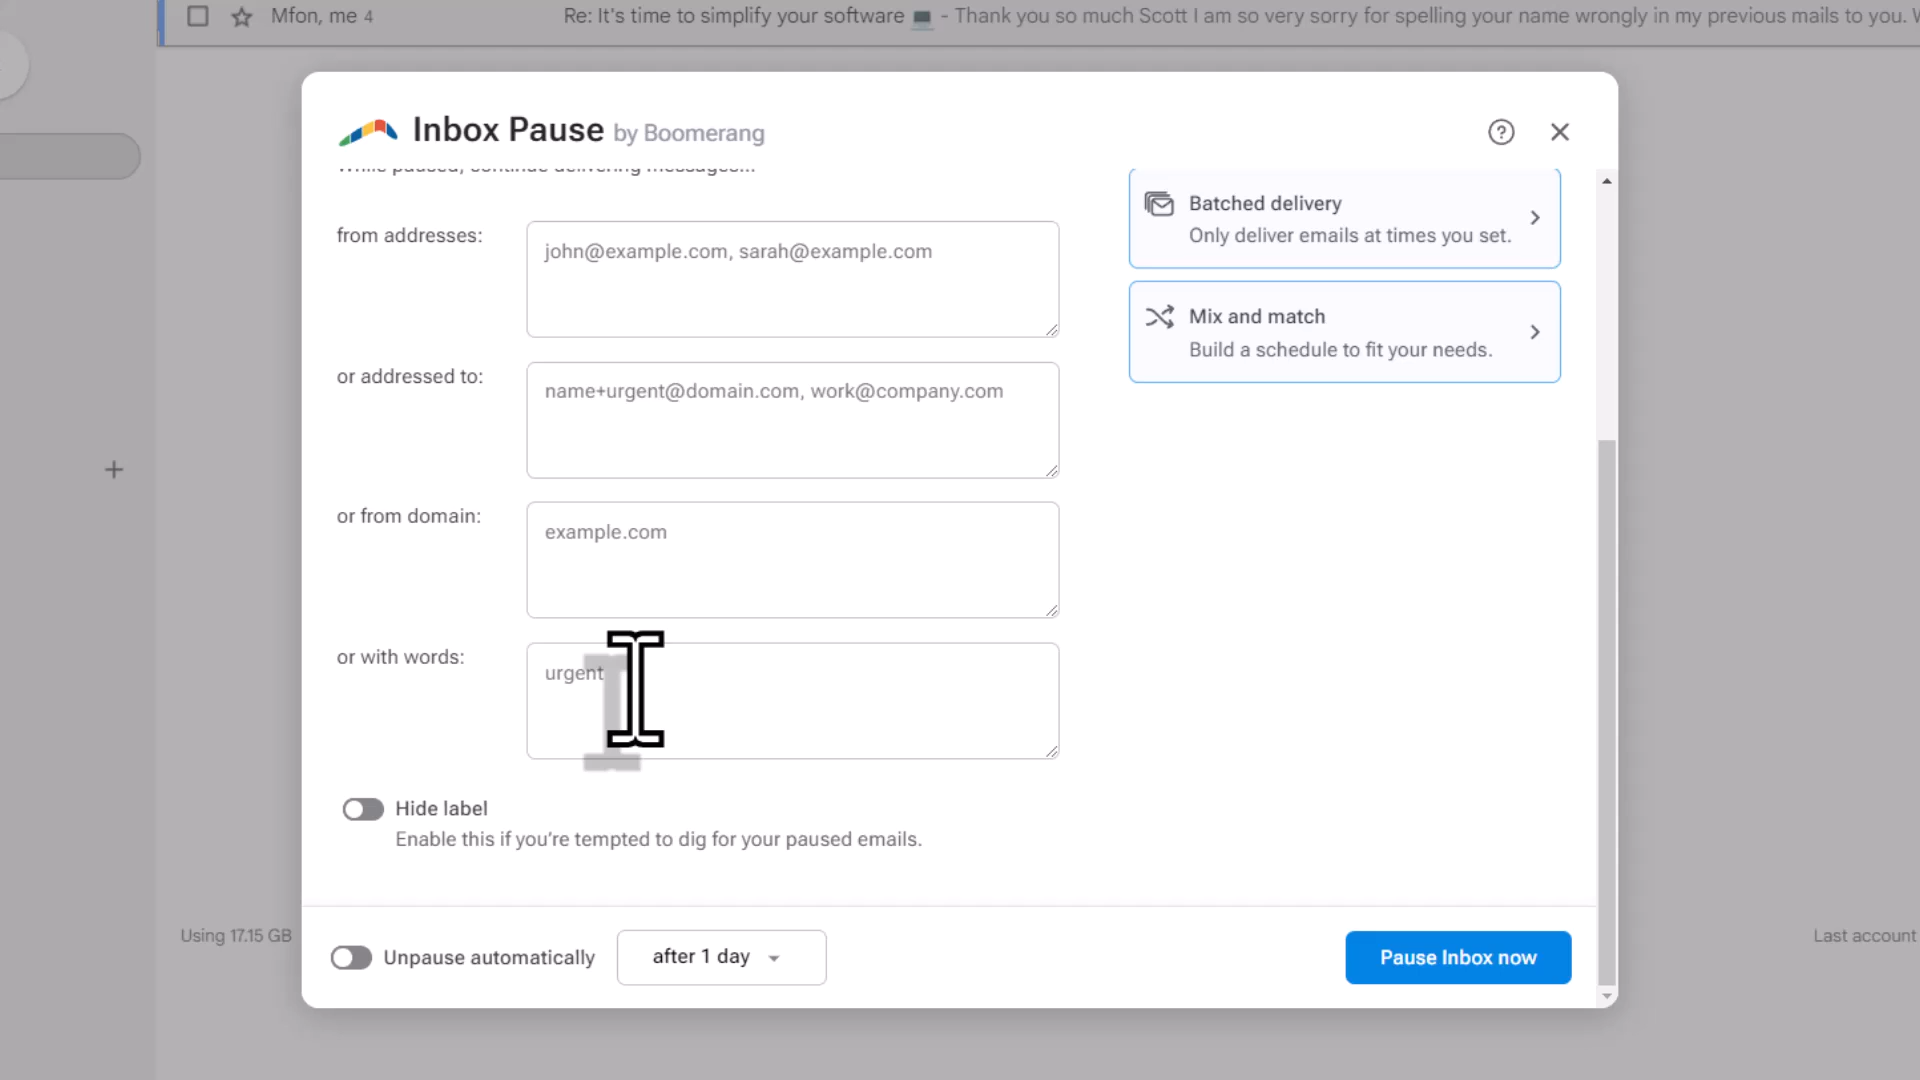 Mfon, me 4
Re: It's time to simplify your software 💻 - Thank you so much Scott I am so very sorry for spelling your name wrongly in my previous mails to you.
Inbox Pause by Boomerang
While paused, continue delivering messages...
from addresses:
john@example.com, sarah@example.com
or addressed to:
name+urgent@domain.com, work@company.com
or from domain:
example.com
or with words:
urgent
Hide label
Enable this if you're tempted to dig for your paused emails.
Batched delivery
Only deliver emails at times you set.
Mix and match
Build a schedule to fit your needs.
Using 17.15 GB
Last account
Unpause automatically
after 1 day
Pause Inbox now